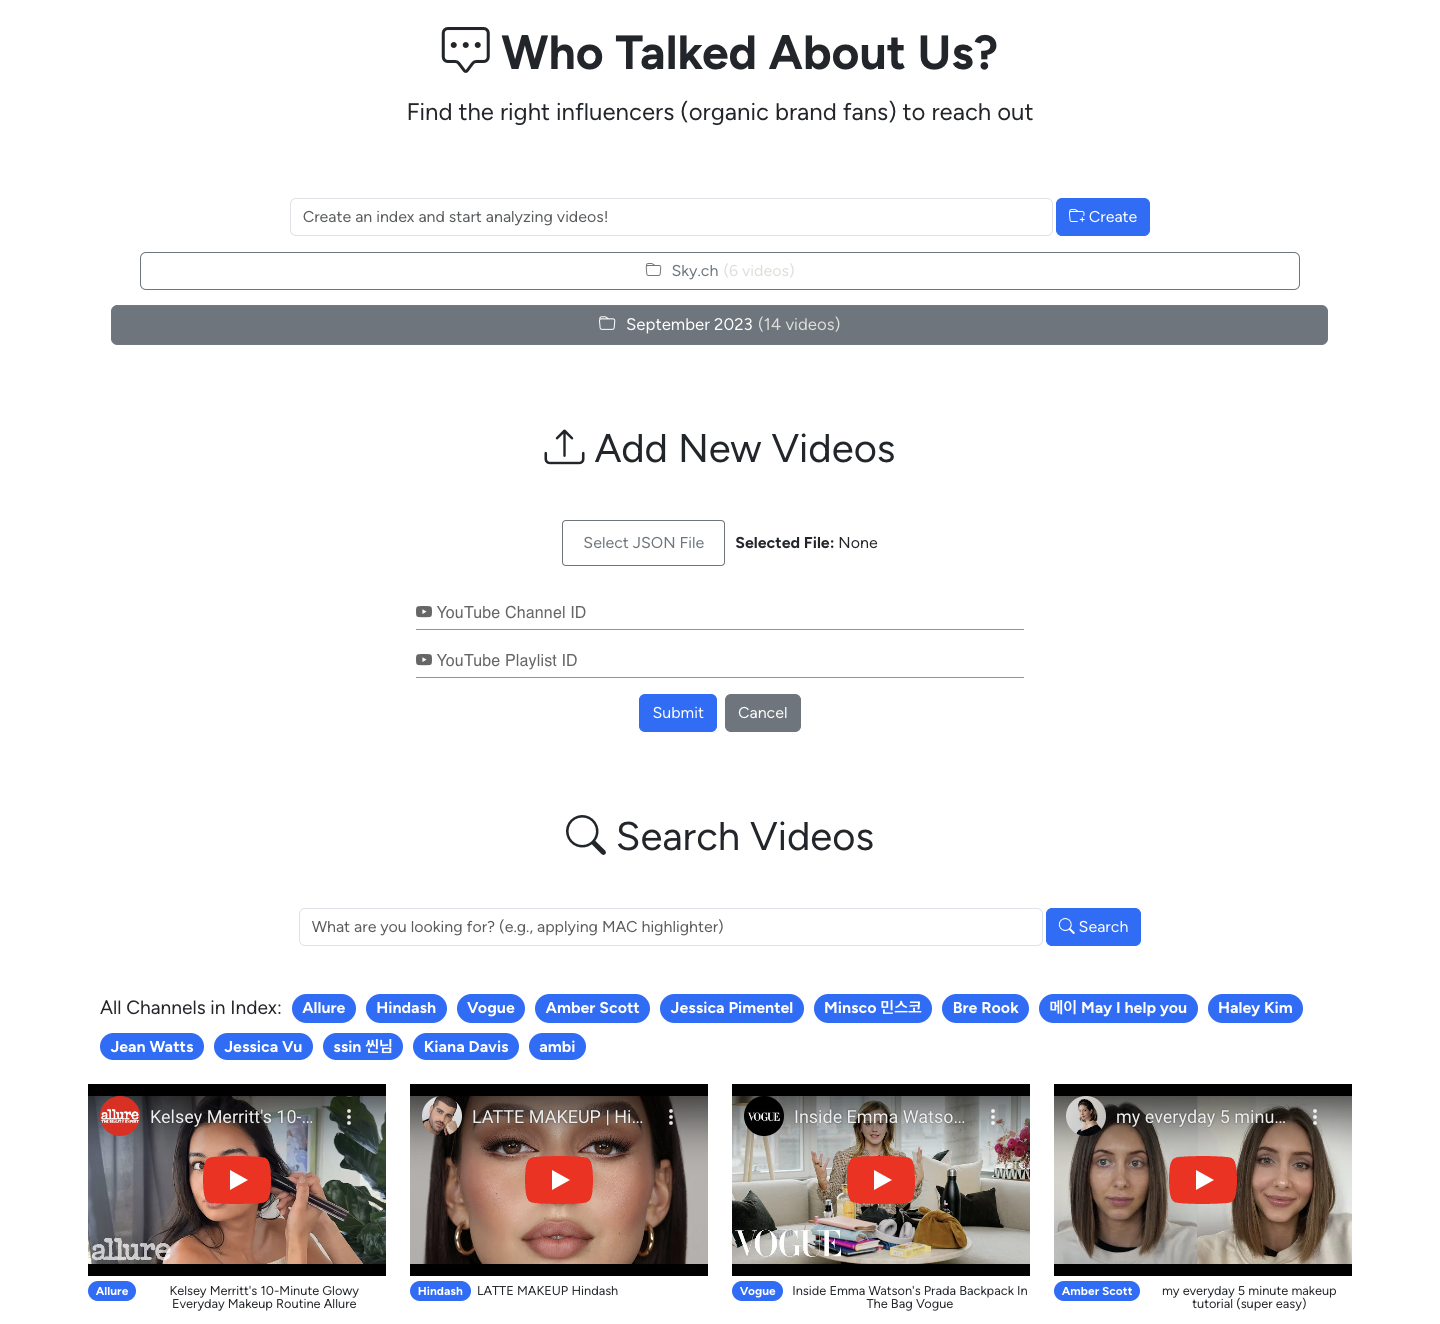 Who Talked About Us?
Find the right influencers (organic brand fans) to reach out
Create an index and start analyzing videos!
Create
Sky.ch (6 videos)
September 2023 (14 videos)
Add New Videos
Select JSON File
Selected File: None
YouTube Channel ID
YouTube Playlist ID
Submit
Cancel
Search Videos
What are you looking for? (e.g., applying MAC highlighter)
Search
All Channels in Index: Allure Hindash Vogue Amber Scott Jessica Pimentel Minsco 민스코 Bre Rook 메이 May I help you Haley Kim
Jean Watts Jessica Vu ssin 씬님 Kiana Davis ambi
allure
Kelsey Merritt's 10-...
allure
Allure
Kelsey Merritt's 10-Minute Glowy
Everyday Makeup Routine Allure
LATTE MAKEUP | Hi...
Hindash
LATTE MAKEUP Hindash
VOGUE
Inside Emma Watso...
VOGUE
Vogue
Inside Emma Watson's Prada Backpack In
The Bag Vogue
my everyday 5 minu...
Amber Scott
my everyday 5 minute makeup
tutorial (super easy)